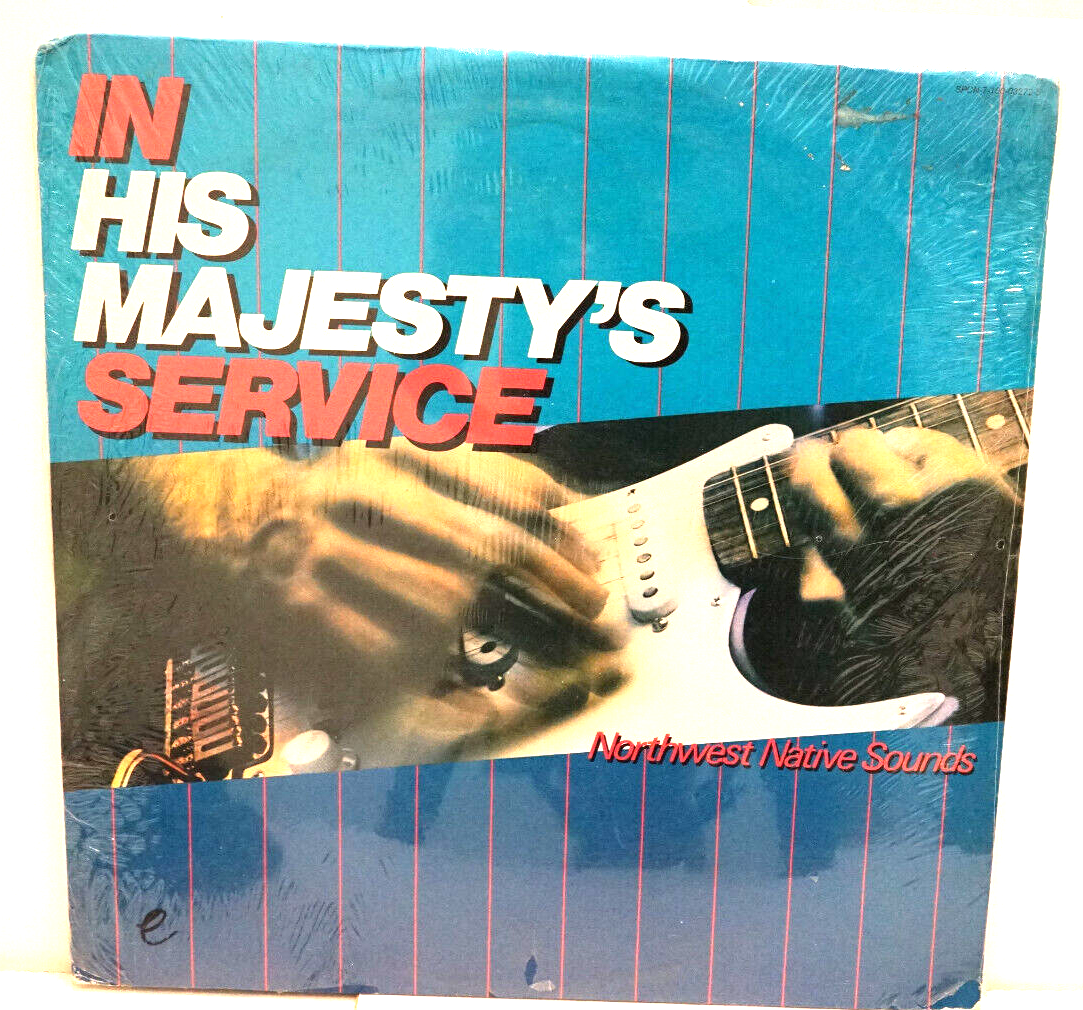 IN
HIS
MAJESTY'S
SERVICE
Northwest Native Sounds
e